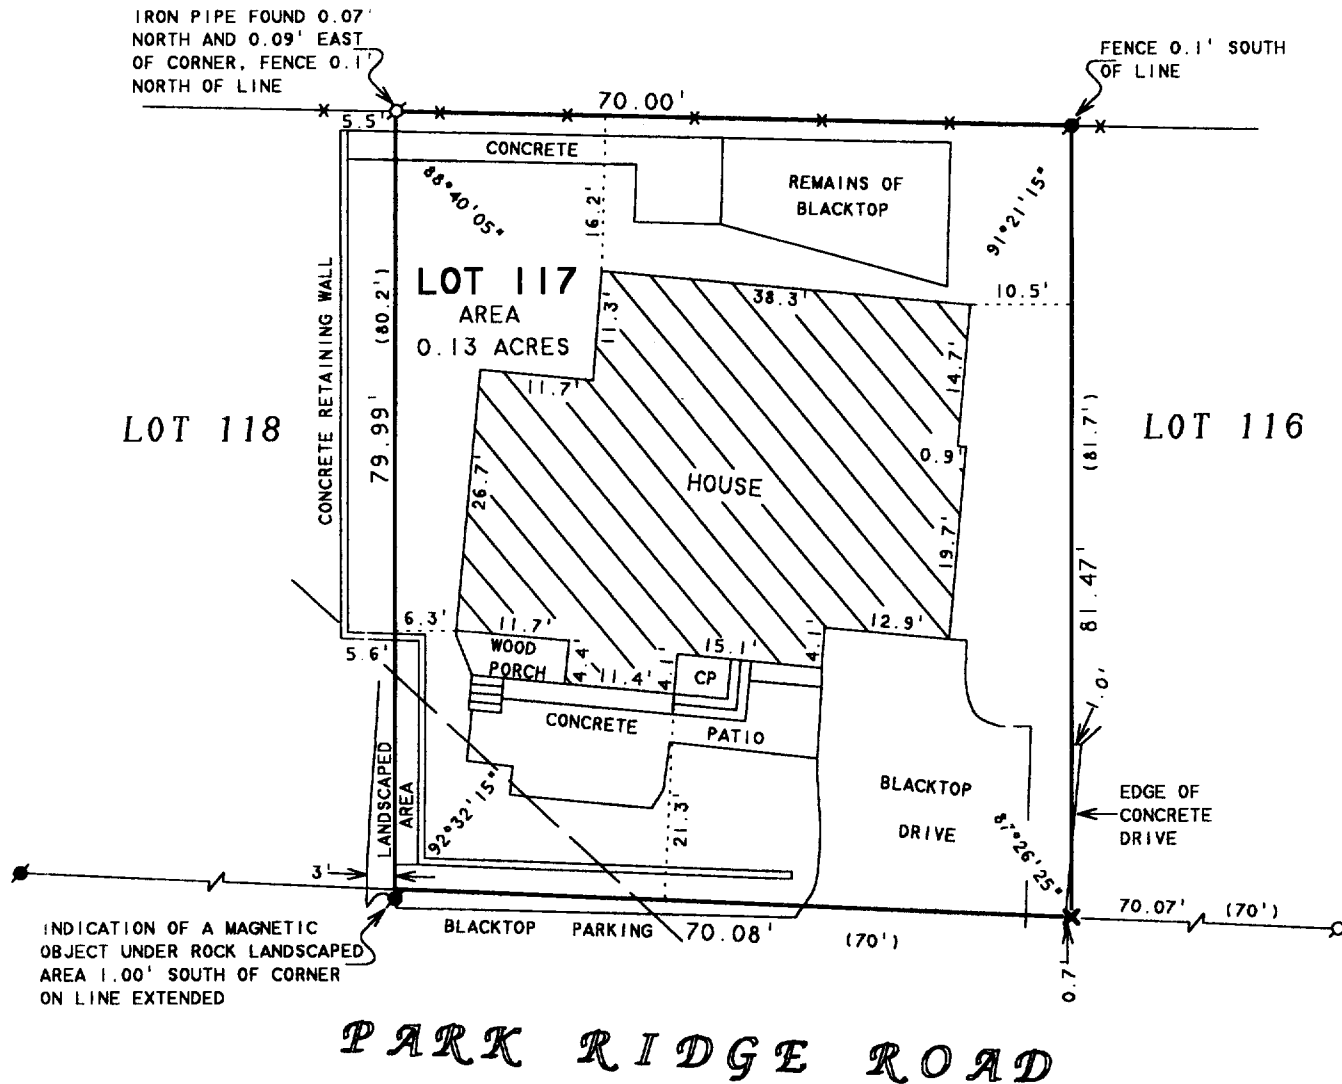 IRON PIPE FOUND 0.07'
NORTH AND 0.09' EAST
OF CORNER, FENCE 0.1'
NORTH OF LINE
FENCE 0.1' SOUTH
OF LINE
70.00'
5.5'
CONCRETE
REMAINS OF
BLACKTOP
88°40'05"
16.2'
91°21'15"
CONCRETE RETAINING WALL
(80.2')
LOT 117
AREA
0.13 ACRES
11.3'
38.3'
10.5'
14.7'
11.7'
LOT 118
79.99'
(81.7')
LOT 116
0.9'
26.7'
HOUSE
19.7'
81.47'
6.3'
11.7'
12.9'
5.6'
WOOD
PORCH
4.4'
11.4'
4.1'
15.1'
4.1'
CP
1.0'
CONCRETE
PATIO
LANDSCAPED
AREA
92°32'15"
21.3'
BLACKTOP
DRIVE
87°26'25"
EDGE OF
CONCRETE
DRIVE
3'
BLACKTOP PARKING
70.08'
(70')
70.07'
(70')
0.7'
INDICATION OF A MAGNETIC
OBJECT UNDER ROCK LANDSCAPED
AREA 1.00' SOUTH OF CORNER
ON LINE EXTENDED
PARK RIDGE ROAD